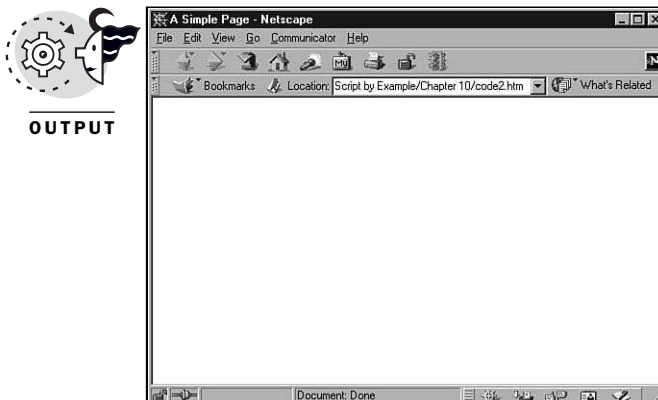 A Simple Page - Netscape
File Edit View Go Communicator Help
My
Bookmarks Location: Script by Example/Chapter 10/code2.htm What's Related
N
OUTPUT
Document: Done